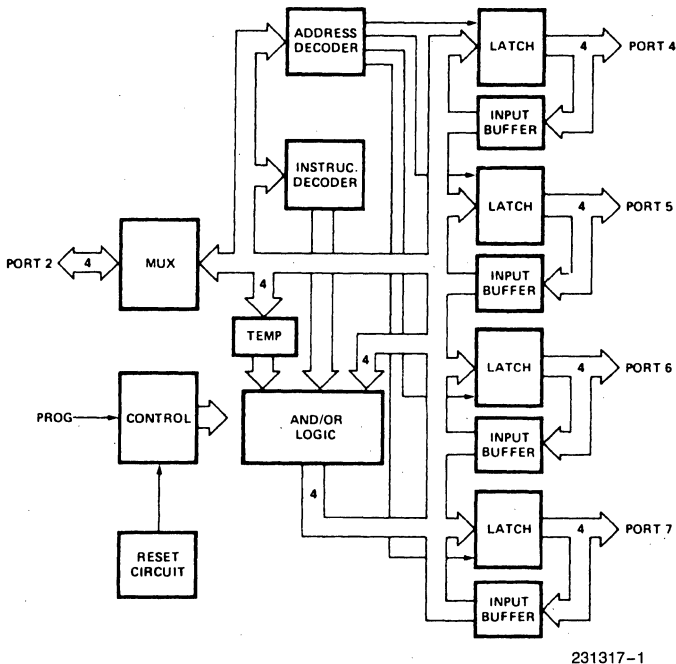 ADDRESS
DECODER
LATCH
4
PORT 4
INPUT
BUFFER
INSTRUC.
DECODER
LATCH
4
PORT 5
PORT 2
4
MUX
INPUT
BUFFER
4
TEMP
4
LATCH
4
PORT 6
PROG
CONTROL
AND/OR
LOGIC
INPUT
BUFFER
4
LATCH
4
PORT 7
RESET
CIRCUIT
INPUT
BUFFER
231317-1